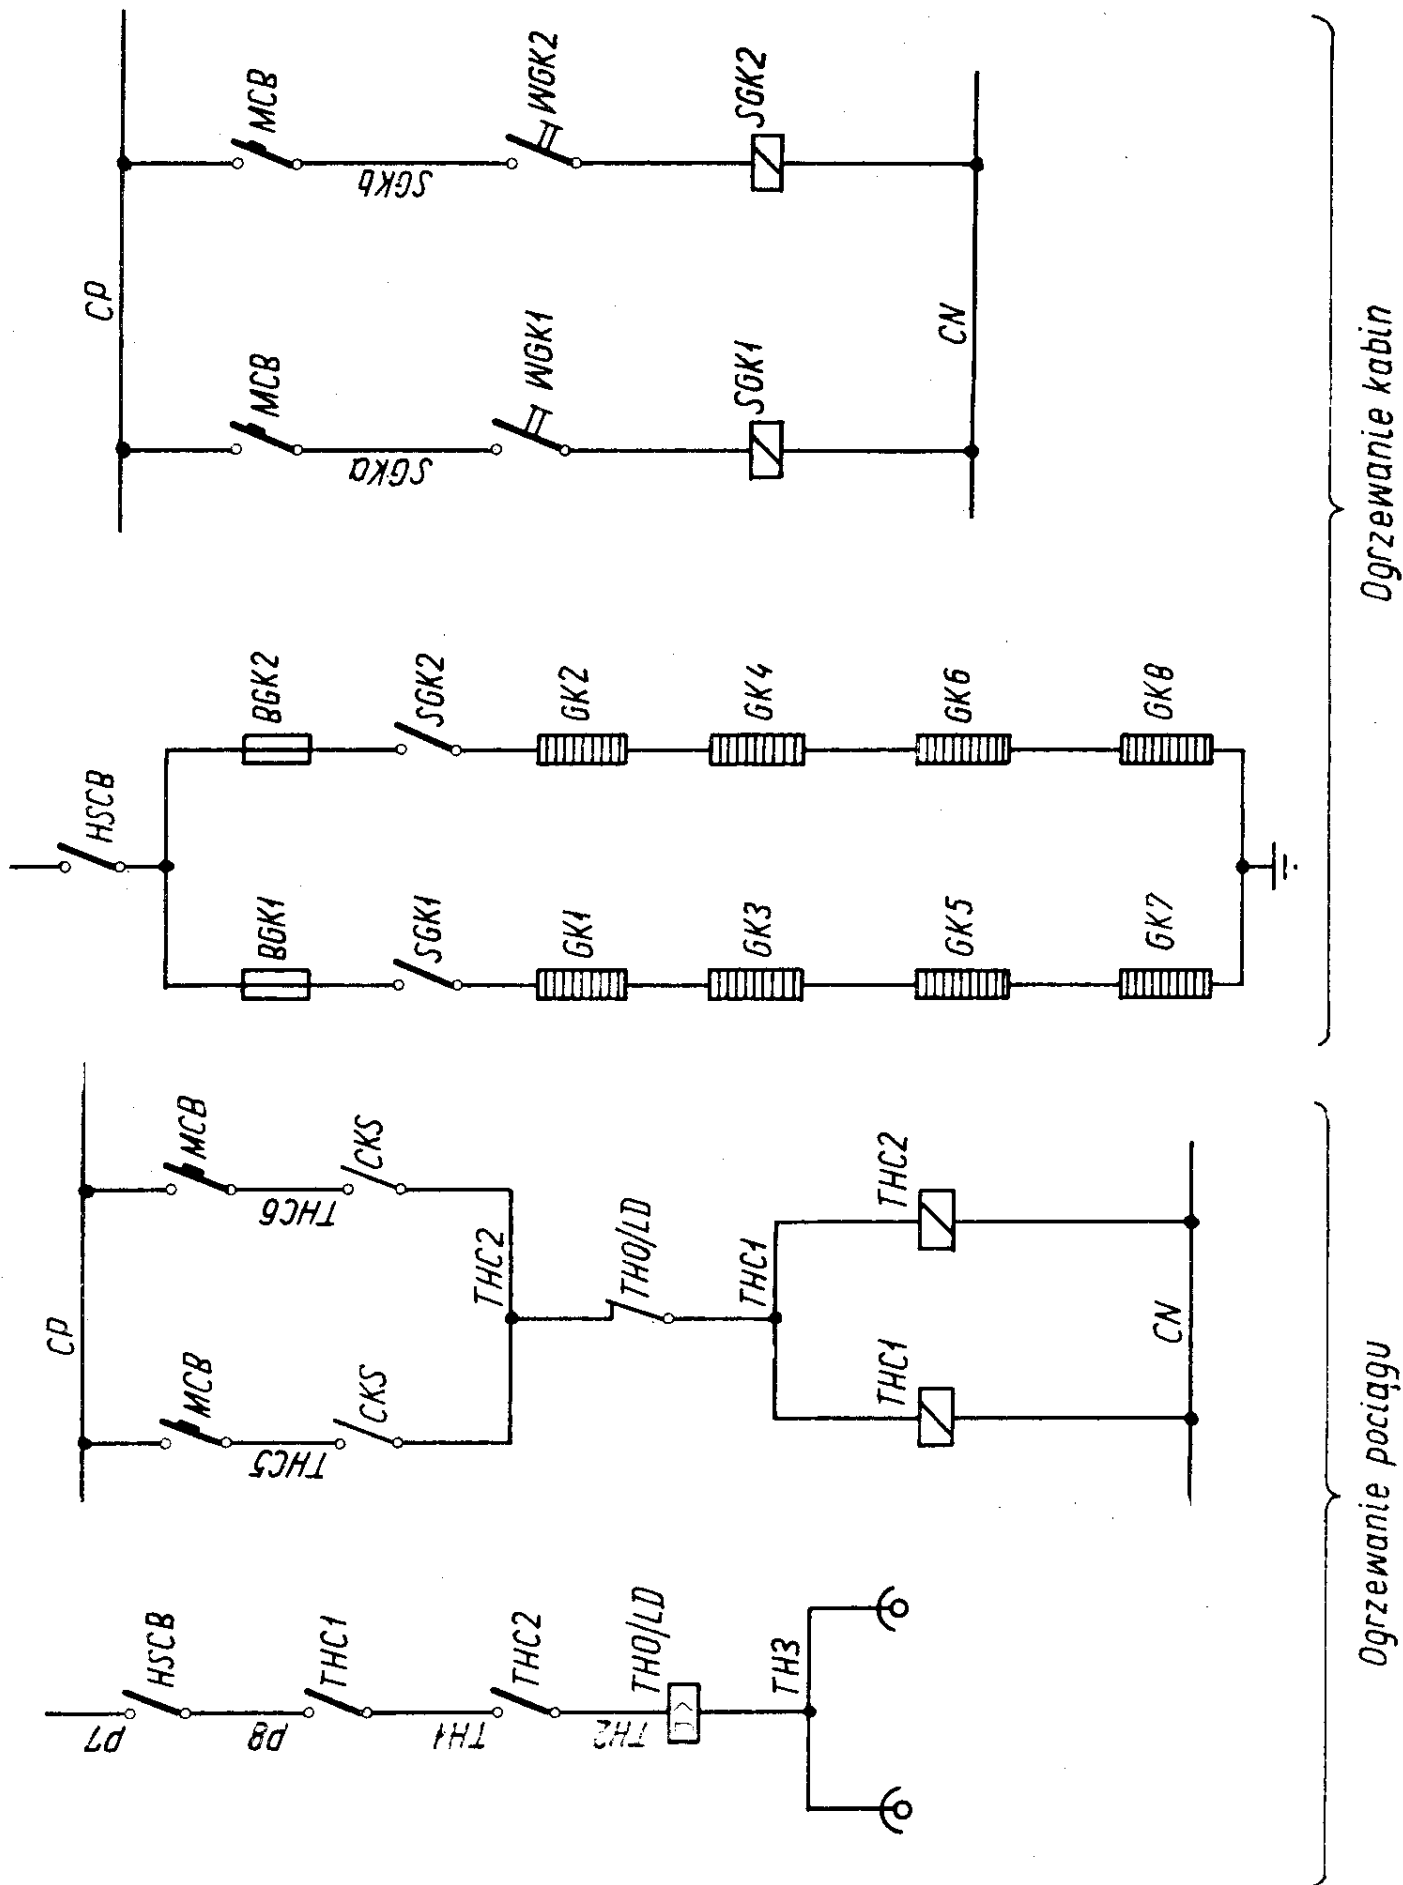 CP
MCB
SGKb
WGK2
SGK2
MCB
SGKa
WGK1
SGK1
CN
HSCB
BGK2
SGK2
GK2
GK4
GK6
GK8
BGK1
SGK1
GK1
GK3
GK5
GK7
Ogrzewanie kabin
CP
MCB
THC6
CKS
THC2
MCB
THC5
CKS
THO/LD
THC1
THC2
THC1
CN
P7
HSCB
P8
THC1
TH1
THC2
TH2
THO/LD
I>
TH3
Ogrzewanie pociągu